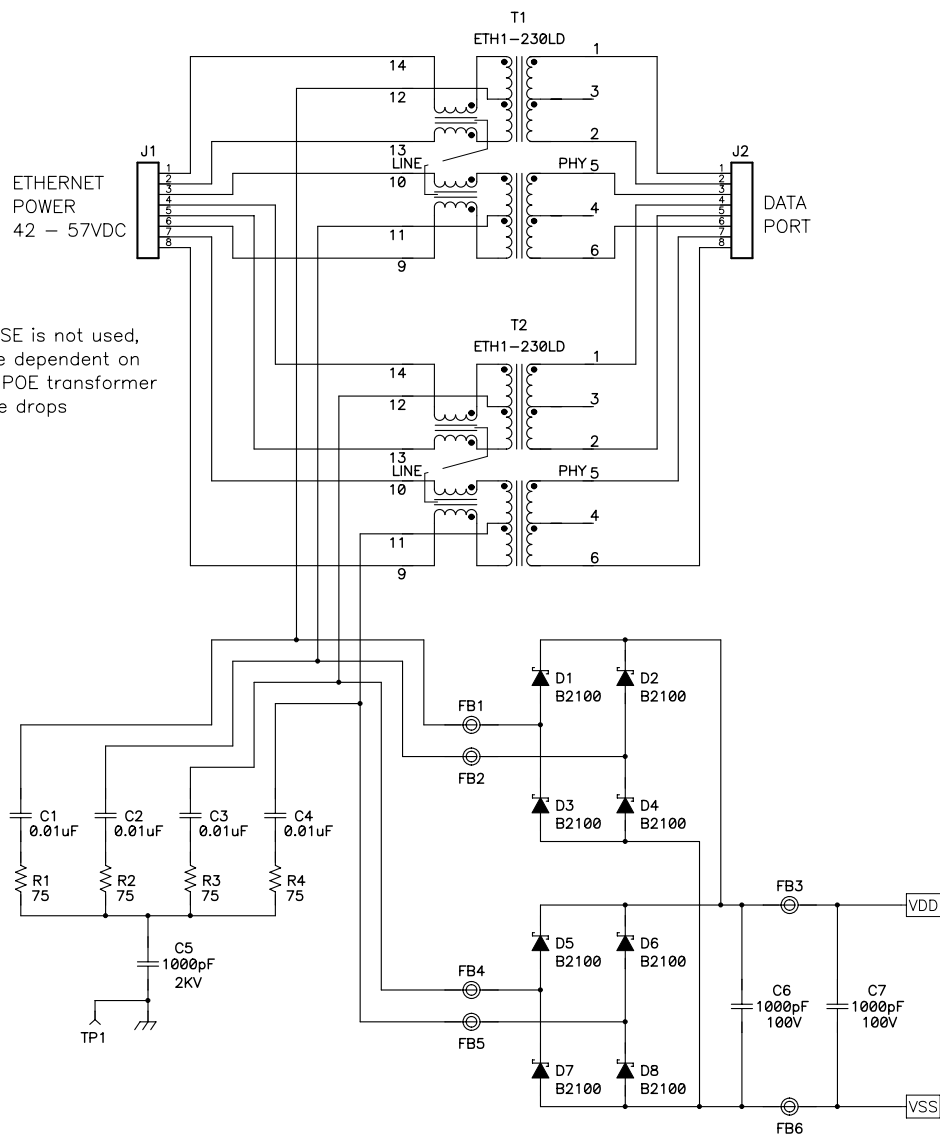 T1
ETH1-230LD
14
12
13
LINE
10
11
9
1
3
2
PHY 5
4
6
J1
1
2
3
4
5
6
7
8
ETHERNET
POWER
42 - 57VDC
J2
1
2
3
4
5
6
7
8
DATA
PORT
SE is not used,
e dependent on
POE transformer
e drops
T2
ETH1-230LD
14
12
13
LINE
10
11
9
1
3
2
PHY 5
4
6
D1
B2100
D2
B2100
FB1
FB2
D3
B2100
D4
B2100
C1
0.01uF
C2
0.01uF
C3
0.01uF
C4
0.01uF
R1
75
R2
75
R3
75
R4
75
C5
1000pF
2KV
TP1
FB3
VDD
D5
B2100
D6
B2100
FB4
FB5
D7
B2100
D8
B2100
C6
1000pF
100V
C7
1000pF
100V
VSS
FB6